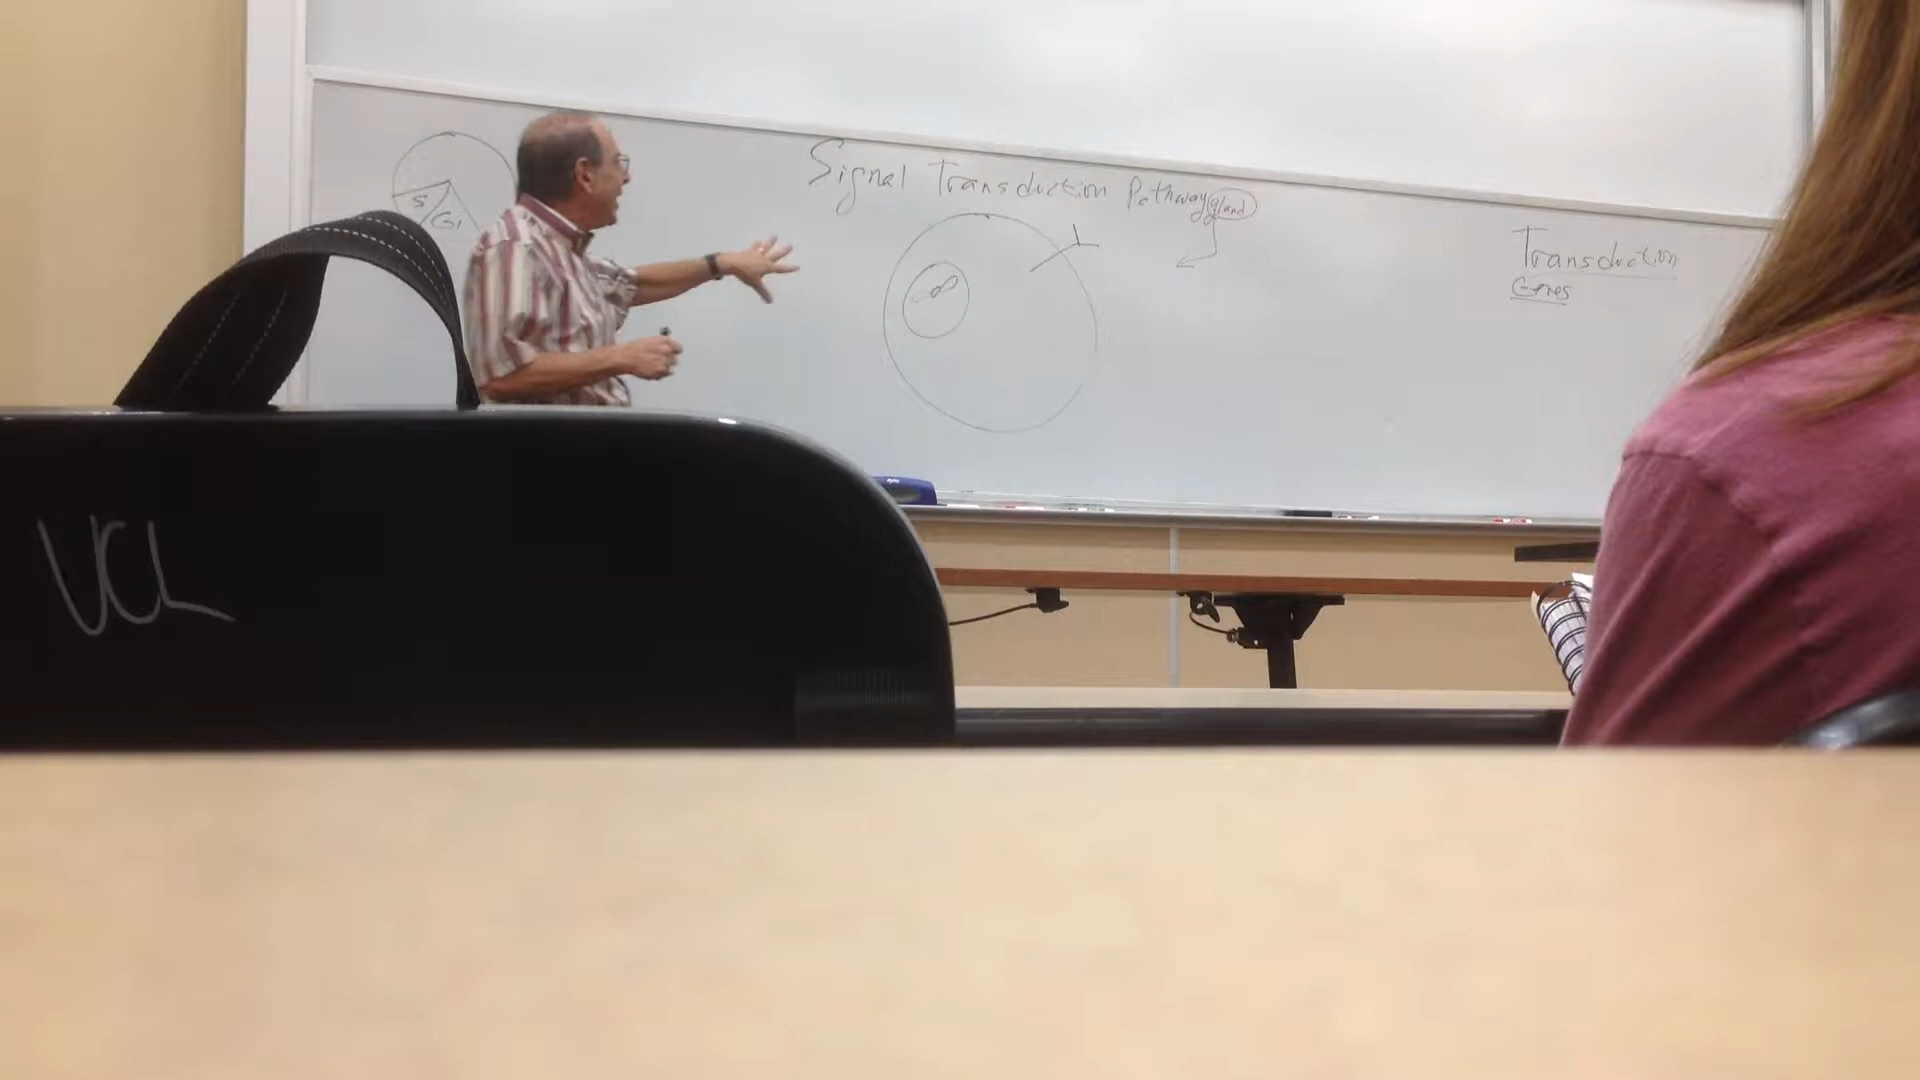 Signal Transduction Pathway
gland
S
G1
Transduction
Genes
VCL